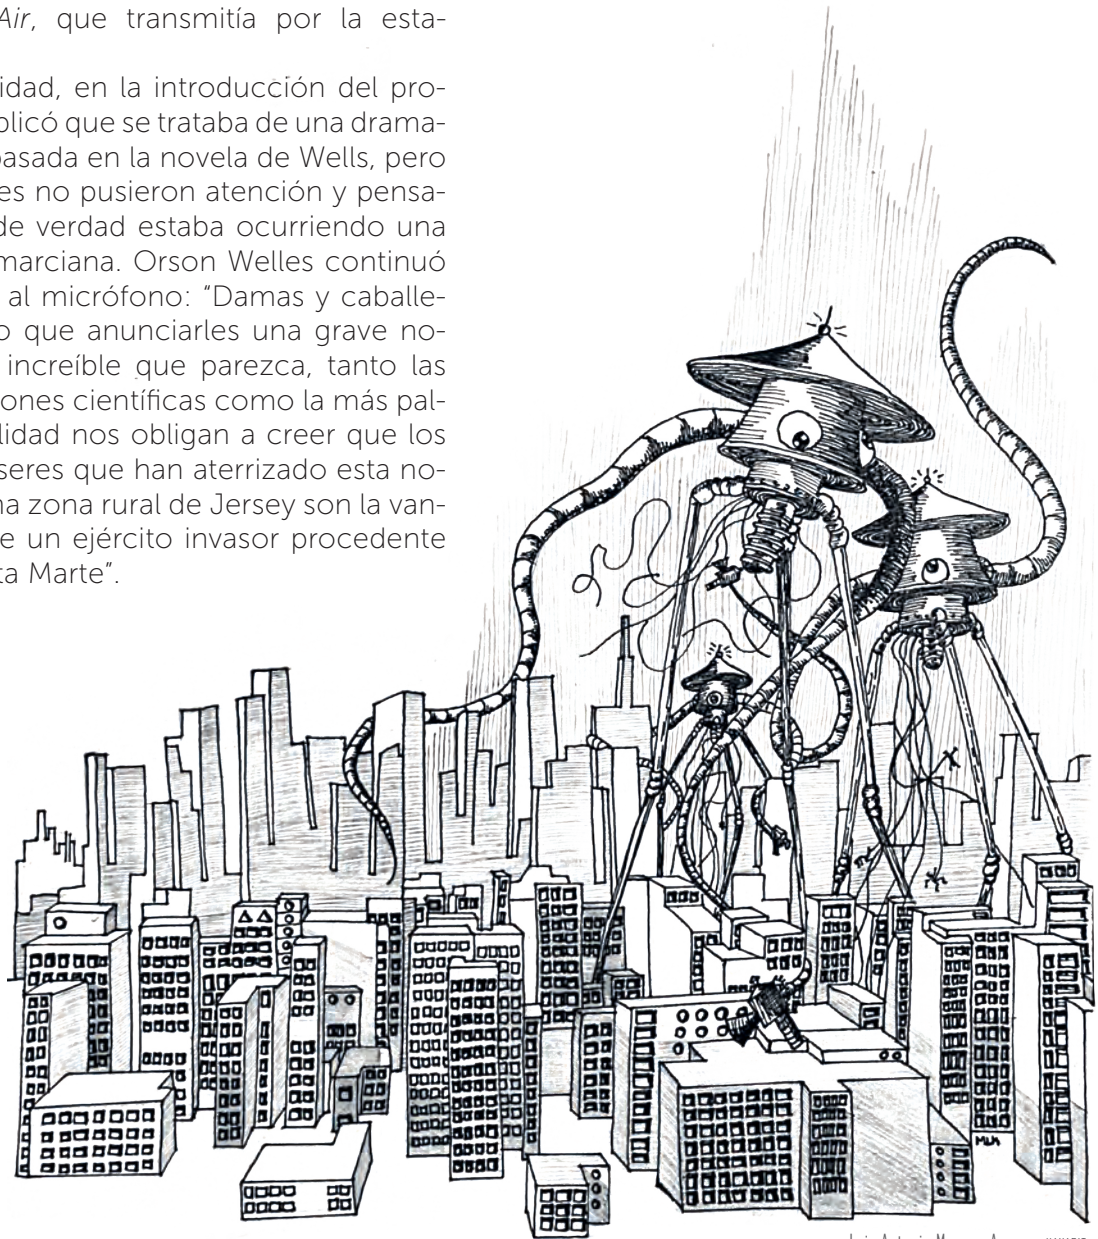 Air, que transmitía por la esta-
idad, en la introducción del pro-
plicó que se trataba de una drama-
basada en la novela de Wells, pero
es no pusieron atención y pensa-
de verdad estaba ocurriendo una
marciana. Orson Welles continuó
al micrófono: “Damas y caballe-
o que anunciarles una grave no-
increíble que parezca, tanto las
ones científicas como la más pal-
lidad nos obligan a creer que los
seres que han aterrizado esta no-
na zona rural de Jersey son la van-
e un ejército invasor procedente
ta Marte”.